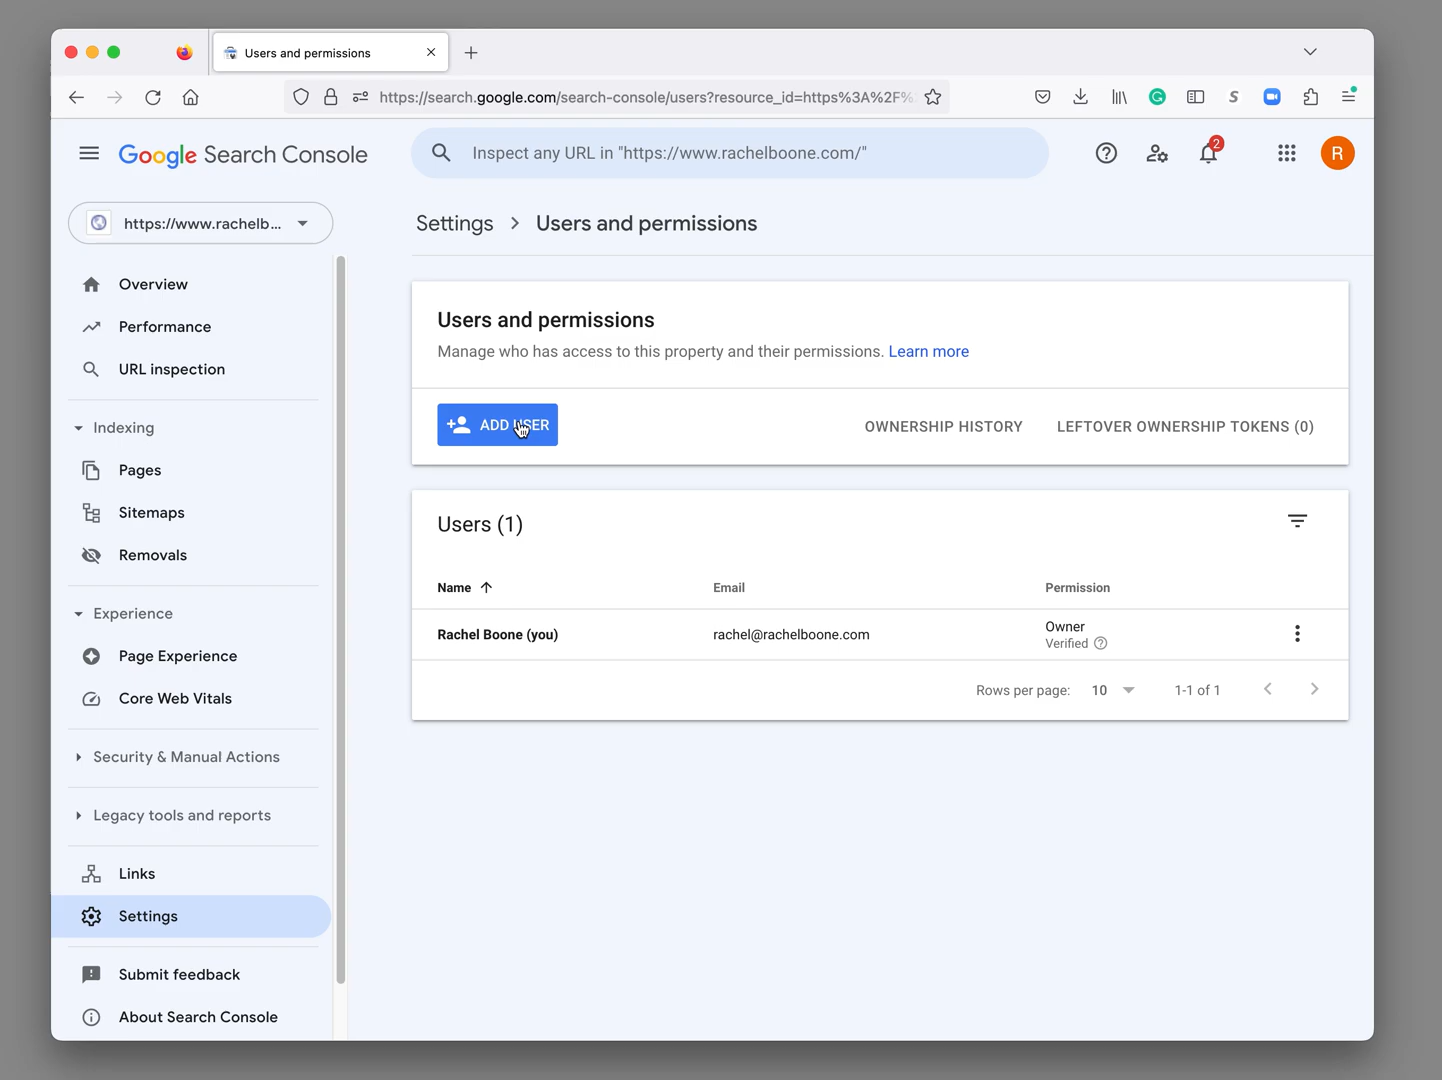 Users and permissions
https://search.google.com/search-console/users?resource_id=https%3A%2F%
Google Search Console
Inspect any URL in "https://www.rachelboone.com/"
2
R
https://www.rachelb...
Settings > Users and permissions
Overview
Performance
URL inspection
Indexing
Pages
Sitemaps
Removals
Experience
Page Experience
Core Web Vitals
Security & Manual Actions
Legacy tools and reports
Links
Settings
Submit feedback
About Search Console
Users and permissions
Manage who has access to this property and their permissions. Learn more
ADD USER
OWNERSHIP HISTORY
LEFTOVER OWNERSHIP TOKENS (0)
Users (1)
Name Email Permission
Rachel Boone (you) rachel@rachelboone.com Owner
Verified
Rows per page: 10 1-1 of 1